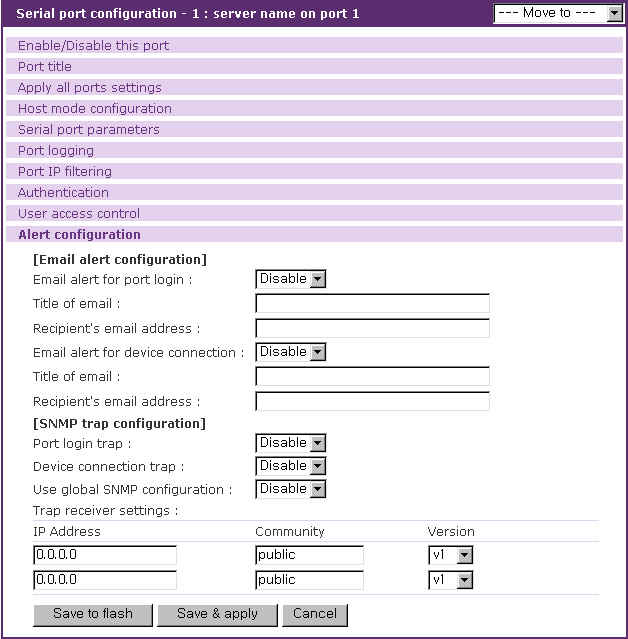 Serial port configuration - 1 : server name on port 1 --- Move to ---
Enable/Disable this port
Port title
Apply all ports settings
Host mode configuration
Serial port parameters
Port logging
Port IP filtering
Authentication
User access control
Alert configuration
[Email alert configuration]
Email alert for port login : Disable
Title of email :
Recipient's email address :
Email alert for device connection : Disable
Title of email :
Recipient's email address :
[SNMP trap configuration]
Port login trap : Disable
Device connection trap : Disable
Use global SNMP configuration : Disable
Trap receiver settings :
IP Address Community Version
0.0.0.0 public v1
0.0.0.0 public v1
Save to flash Save & apply Cancel